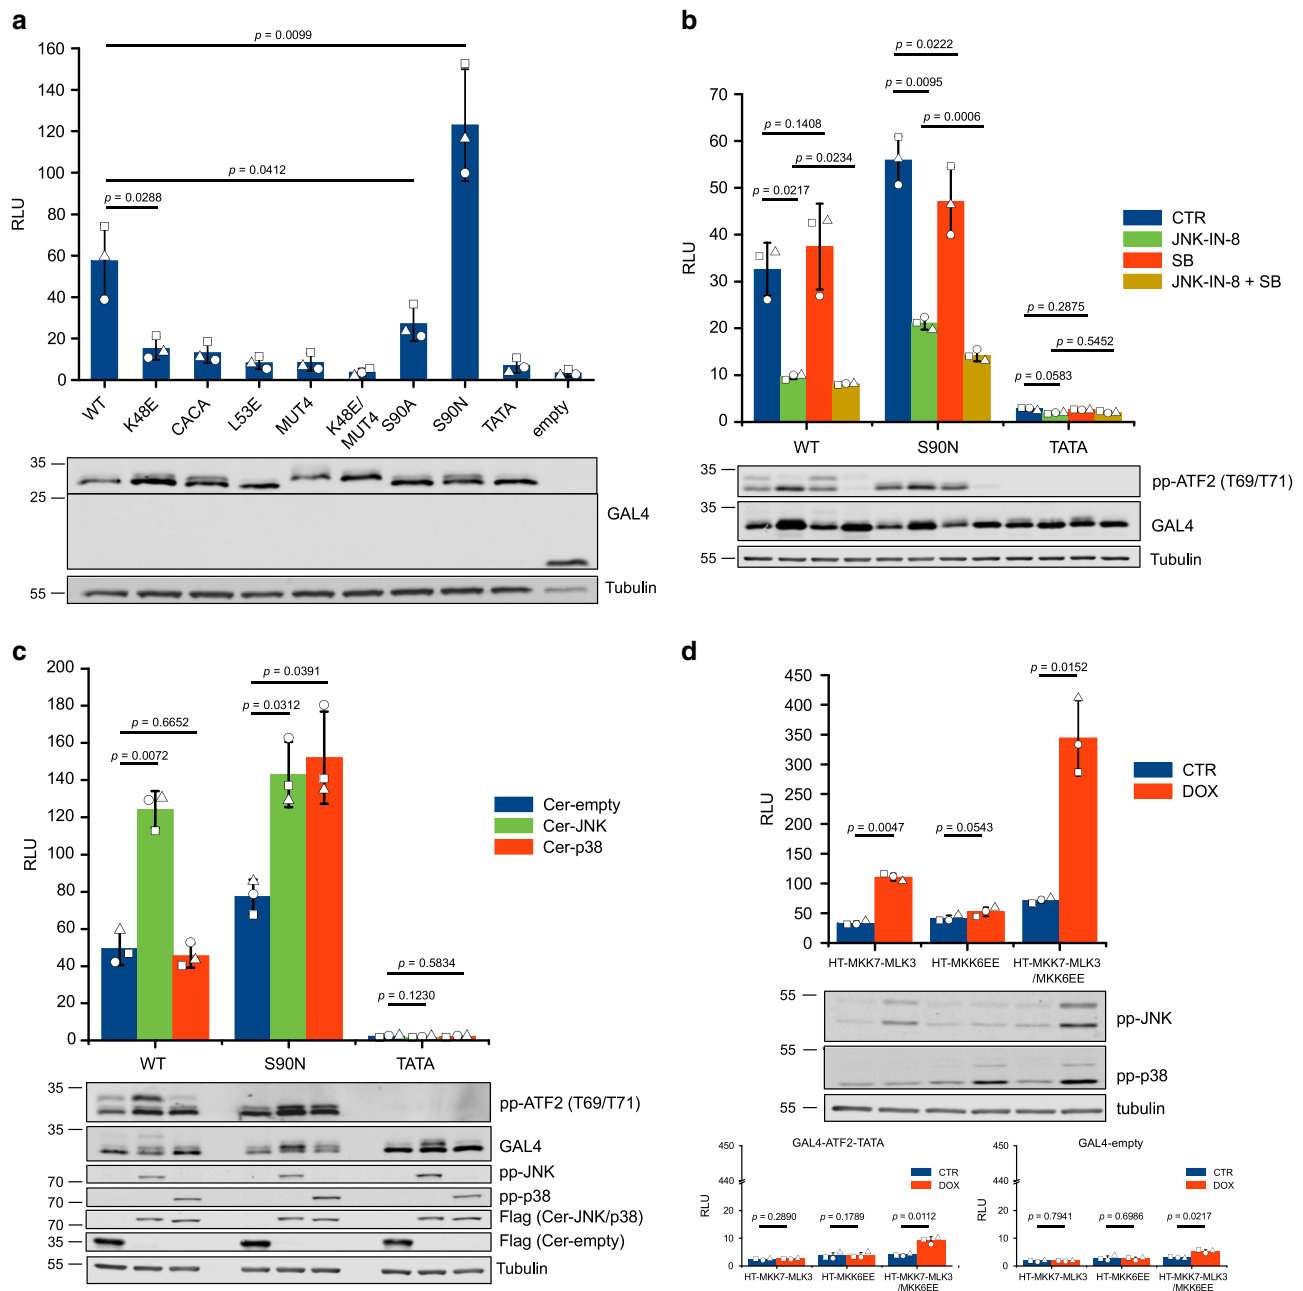 a
p = 0.0099
p = 0.0412
p = 0.0288
RLU
160
140
120
100
80
60
40
20
0
WT
K48E
CACA
L53E
MUT4
K48E/
MUT4
S90A
S90N
TATA
empty
35
25
GAL4
55
Tubulin
b
p = 0.0222
p = 0.0095
p = 0.1408
p = 0.0006
p = 0.0234
p = 0.0217
p = 0.2875
p = 0.5452
p = 0.0583
RLU
70
60
50
40
30
20
10
0
WT
S90N
TATA
CTR
JNK-IN-8
SB
JNK-IN-8 + SB
35
pp-ATF2 (T69/T71)
35
GAL4
55
Tubulin
c
p = 0.0391
p = 0.0312
p = 0.6652
p = 0.0072
p = 0.5834
p = 0.1230
RLU
200
180
160
140
120
100
80
60
40
20
0
WT
S90N
TATA
Cer-empty
Cer-JNK
Cer-p38
35
pp-ATF2 (T69/T71)
35
GAL4
pp-JNK
70
pp-p38
70
Flag (Cer-JNK/p38)
70
Flag (Cer-empty)
35
55
Tubulin
d
p = 0.0152
p = 0.0047
p = 0.0543
RLU
450
400
350
300
250
200
150
100
50
0
HT-MKK7-MLK3
HT-MKK6EE
HT-MKK7-MLK3
/MKK6EE
CTR
DOX
55
pp-JNK
55
pp-p38
55
tubulin
GAL4-ATF2-TATA
450
440
20
10
0
RLU
CTR
DOX
p = 0.2890
p = 0.1789
p = 0.0112
HT-MKK7-MLK3
HT-MKK6EE
HT-MKK7-MLK3
/MKK6EE
GAL4-empty
450
440
20
10
0
RLU
CTR
DOX
p = 0.7941
p = 0.6986
p = 0.0217
HT-MKK7-MLK3
HT-MKK6EE
HT-MKK7-MLK3
/MKK6EE